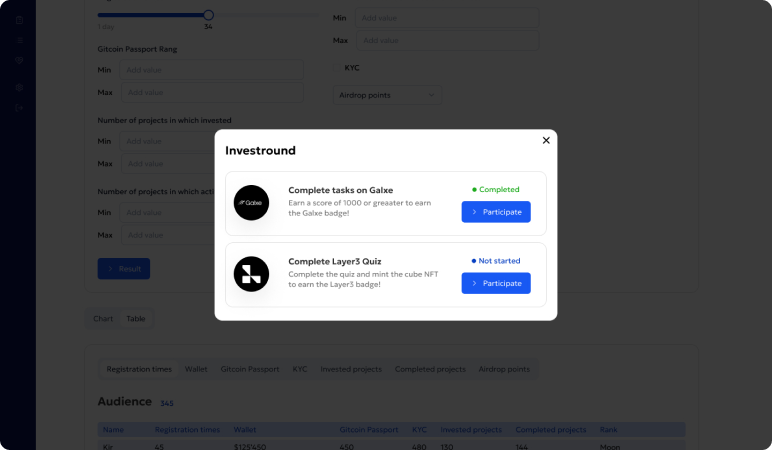 1 day
34
Gitcoin Passport Rang
Min Add value
Max Add value
Min Add value
Max Add value
KYC
Airdrop points
Number of projects in which invested
Min Add value
Max Add value
Number of projects in which acti
Min Add value
Max Add value
Result
Investround
Galxe
Complete tasks on Galxe
Earn a score of 1000 or greaater to earn
the Galxe badge!
Completed
Participate
Complete Layer3 Quiz
Complete the quiz and mint the cube NFT
to earn the Layer3 badge!
Not started
Participate
Chart Table
Registration times Wallet Gitcoin Passport KYC Invested projects Completed projects Airdrop points
Audience 345
Name Registration times Wallet Gitcoin Passport KYC Invested projects Completed projects Rank
Kir 45 $125'450 450 480 130 144 Moon